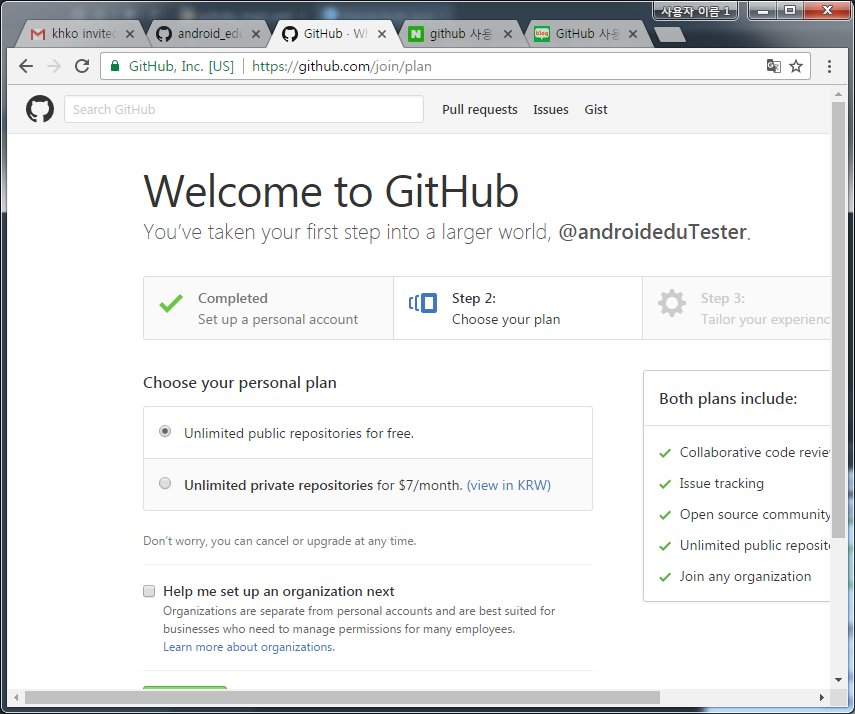 사용자 이름 1
khko invited
android_edu
GitHub · Wh
github 사용
GitHub 사용
GitHub, Inc. [US]
https://github.com/join/plan
Search GitHub
Pull requests
Issues
Gist
Welcome to GitHub
You've taken your first step into a larger world, @androideduTester.
Completed
Set up a personal account
Step 2:
Choose your plan
Step 3:
Tailor your experienc
Choose your personal plan
Unlimited public repositories for free.
Unlimited private repositories for $7/month. (view in KRW)
Don't worry, you can cancel or upgrade at any time.
Help me set up an organization next
Organizations are separate from personal accounts and are best suited for
businesses who need to manage permissions for many employees.
Learn more about organizations.
Both plans include:
Collaborative code revie
Issue tracking
Open source community
Unlimited public reposit
Join any organization